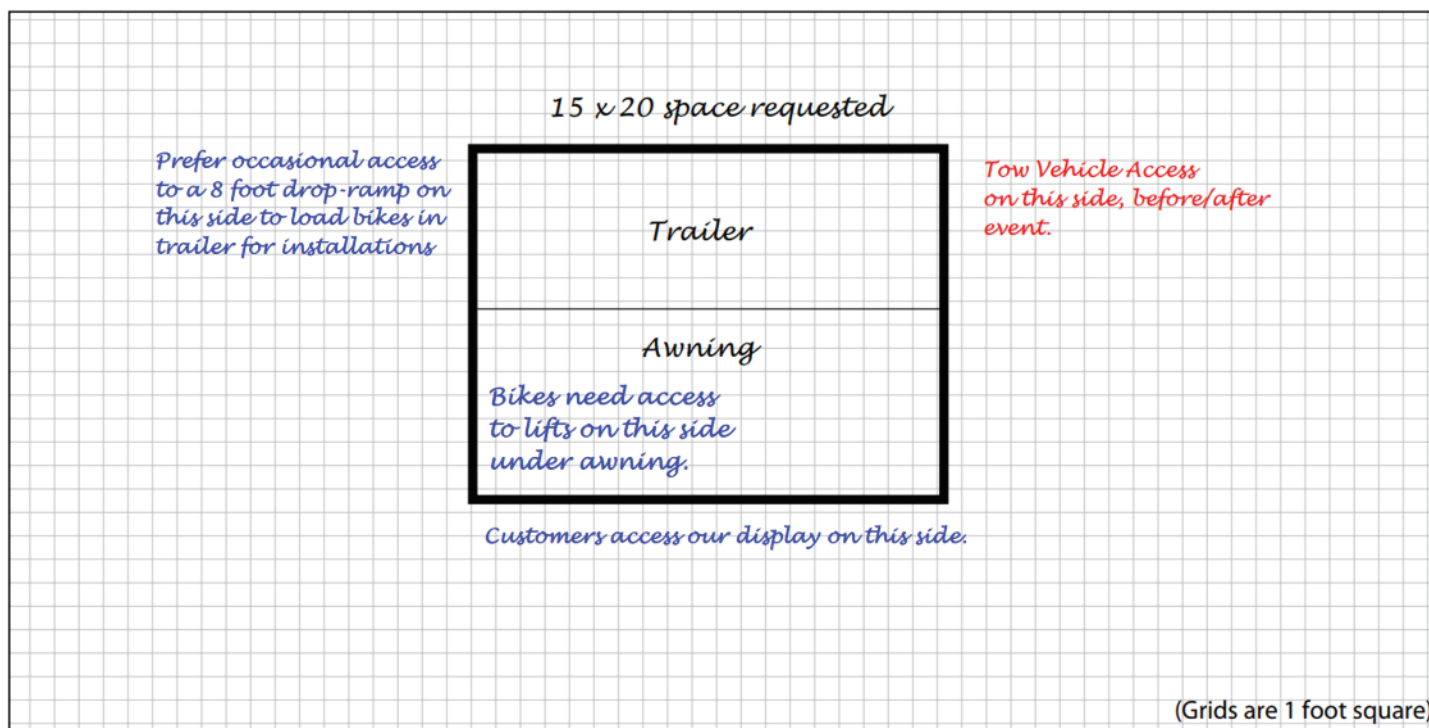 15 x 20 space requested
Prefer occasional access
to a 8 foot drop-ramp on
this side to load bikes in
trailer for installations
Trailer
Tow Vehicle Access
on this side, before/after
event.
Awning
Bikes need access
to lifts on this side
under awning.
Customers access our display on this side.
(Grids are 1 foot square)